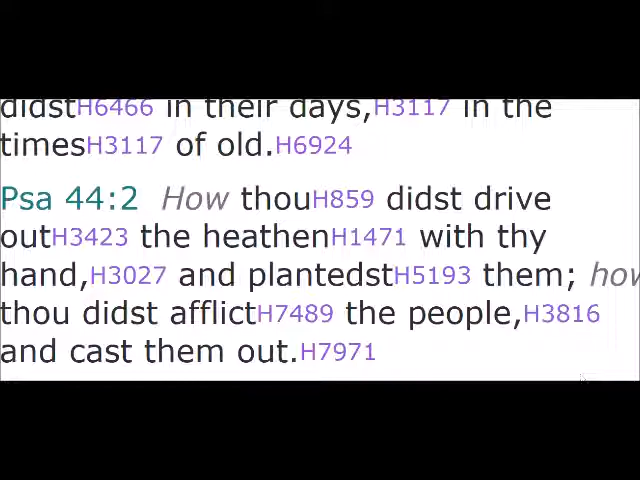 didstH6466 in their days,H3117 in the
timesH3117 of old.H6924
Psa 44:2 How thouH859 didst drive
outH3423 the heathenH1471 with thy
hand,H3027 and plantedstH5193 them; how
thou didst afflictH7489 the people,H3816
and cast them out.H7971